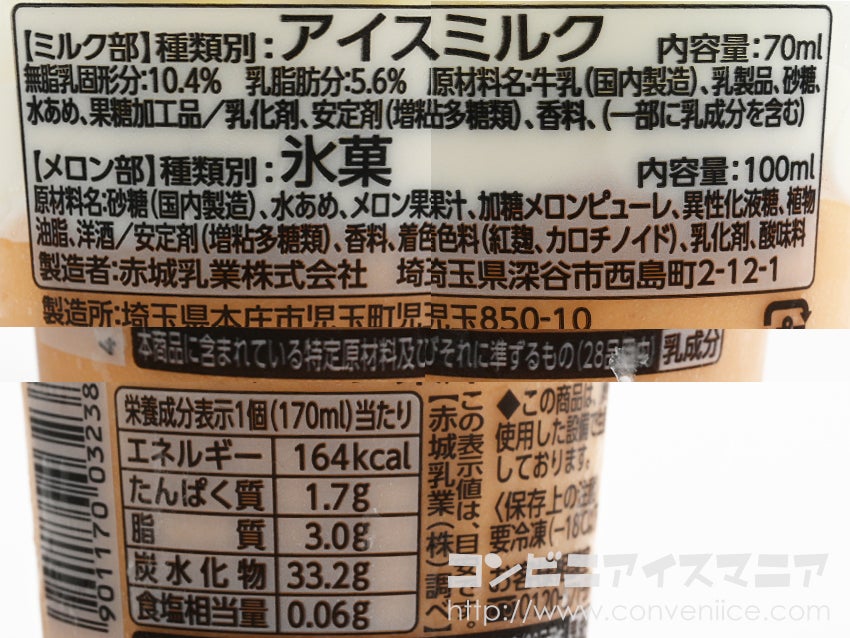 【ミルク部】種類別：アイスミルク 内容量：70ml
無脂乳固形分：10.4% 乳脂肪分：5.6% 原材料名：牛乳（国内製造）、乳製品、砂糖、
水あめ、果糖加工品／乳化剤、安定剤（増粘多糖類）、香料、（一部に乳成分を含む）
【メロン部】種類別：氷菓 内容量：100ml
原材料名：砂糖（国内製造）、水あめ、メロン果果汁、加糖メロンピューレ、異性化液糖、植物
油脂、洋酒／安定剤（増粘多糖類）、香料、着色色料（紅麹、カロチノイド）、乳化剤、酸味料
製造者：赤城乳業株式会社 埼埼玉県深谷市西島町2-12-1
製造所：埼玉県本庄市児玉町児児玉850-10
4
本商品に含まれている特定原材料及びそれに準ずるもの（28品目中） 乳成分
栄養成分表示1個（170ml）当たり
エネルギー 164kcal
たんぱく質 1.7g
脂質 3.0g
炭水化物 33.2g
食塩相当量 0.06g
この表示値は、目安です。
【赤城乳業（株）調べ】
◆この商品は、
使用した設備で
しております。
〈保存上の注意
要冷凍（−18℃
お客
0120-
901170 03238
コンビニアイスマニア
http://www.conveniice.com/